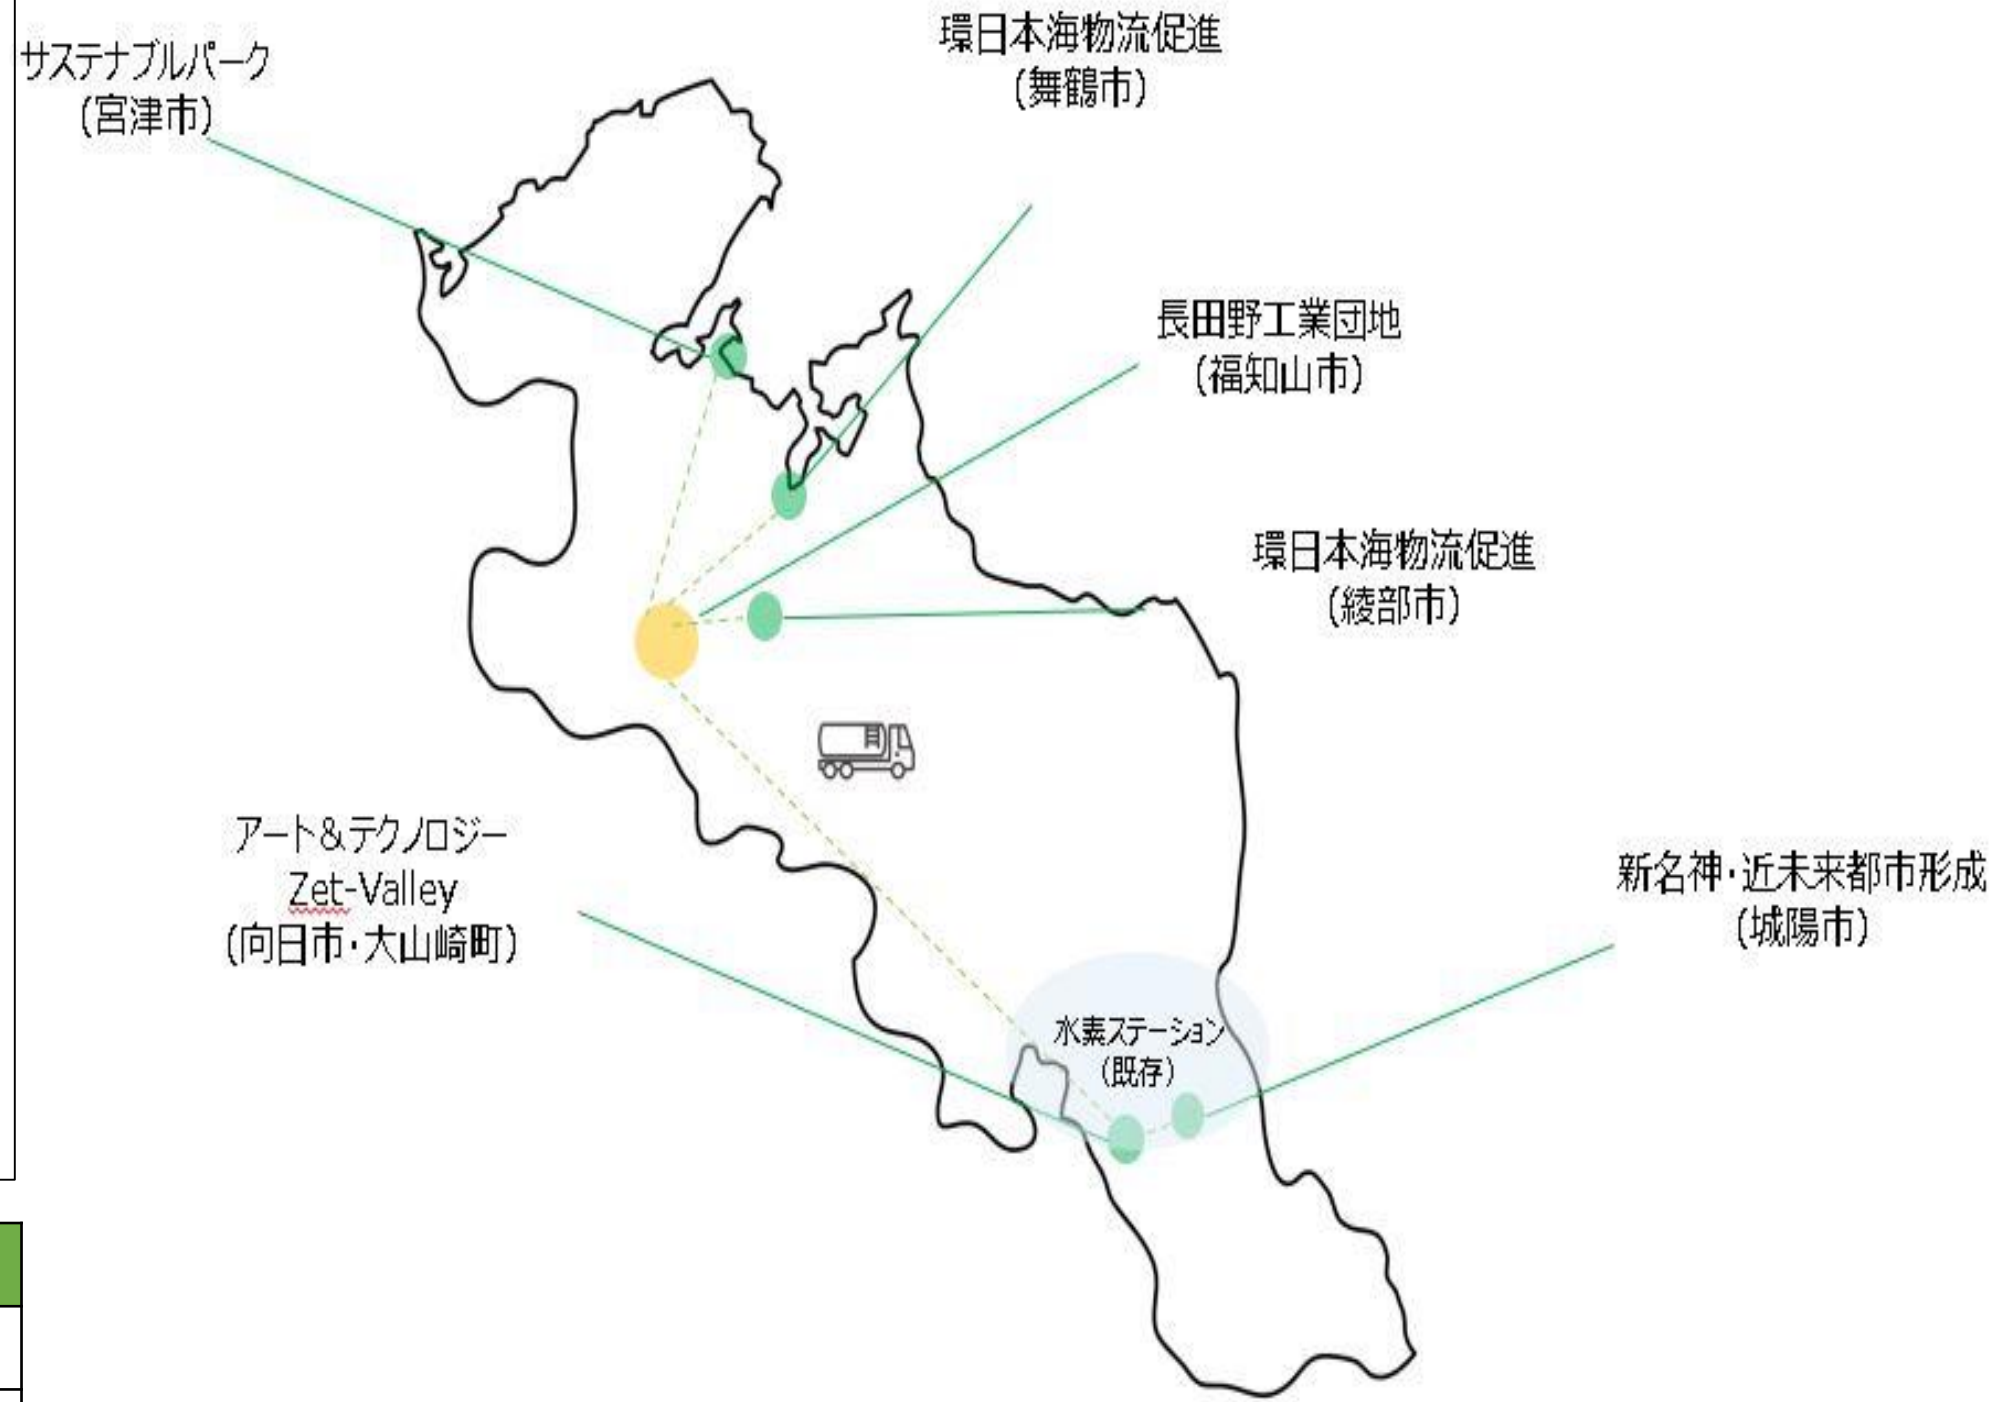 サステナブルパーク
(宮津市)
環日本海物流促進
(舞鶴市)
長田野工業団地
(福知山市)
環日本海物流促進
(綾部市)
アート&テクノロジー
Zet-Valley
(向日市・大山崎町)
新名神・近未来都市形成
(城陽市)
水素ステーション
(既存)